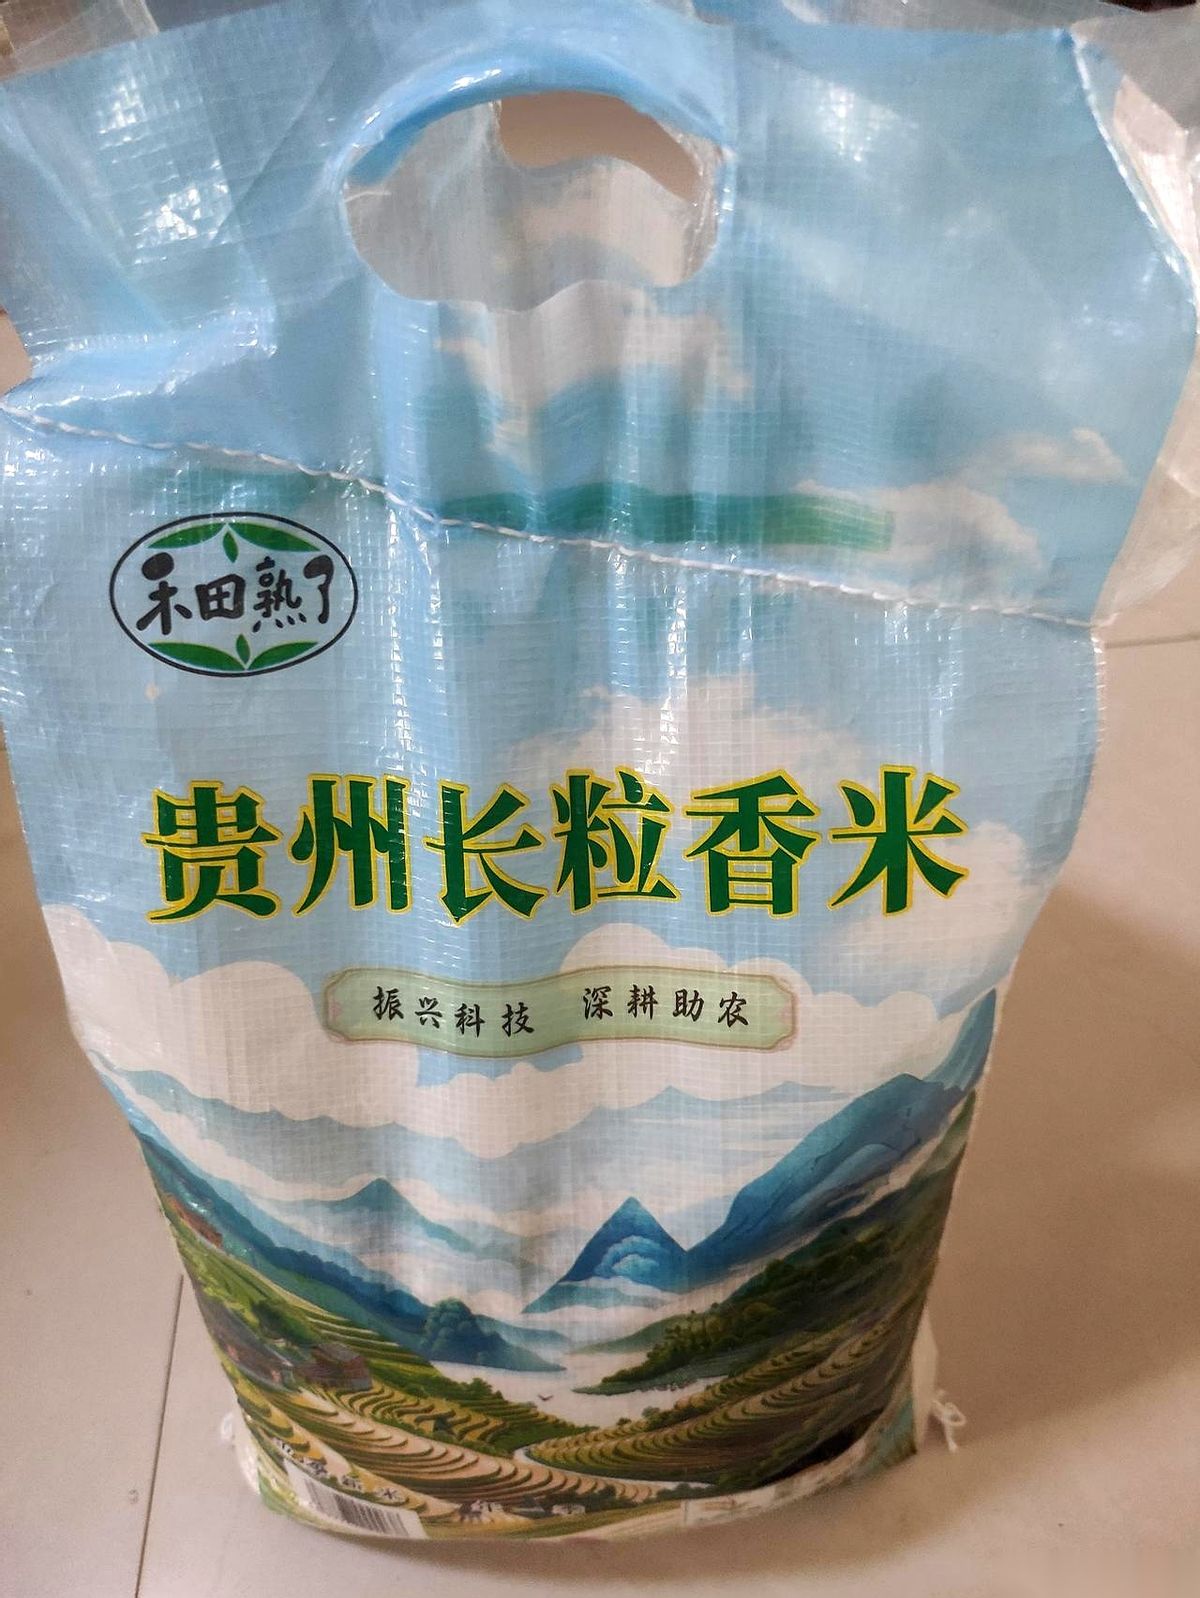 禾田熟了
贵州长粒香米
振兴科技 深耕助农